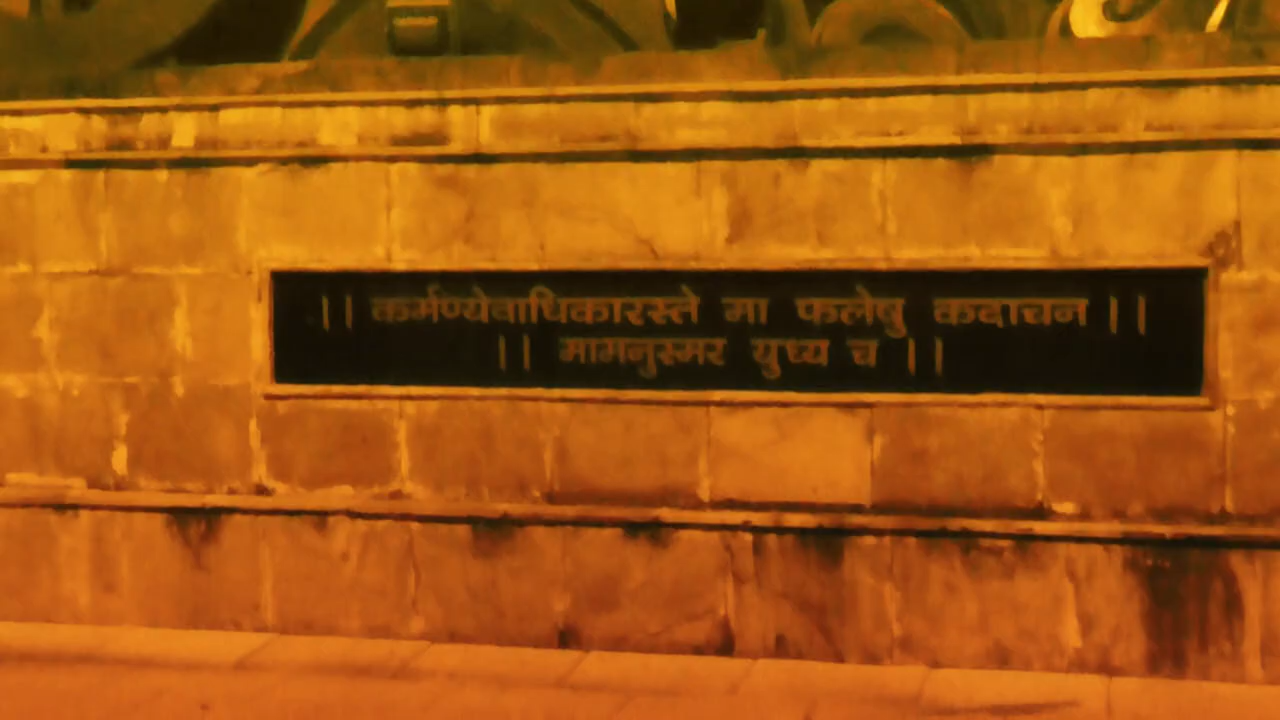 || कर्मण्येवाधिकारस्ते मा फलेषु कदाचन ||
|| मामनुस्मर युध्य च ||